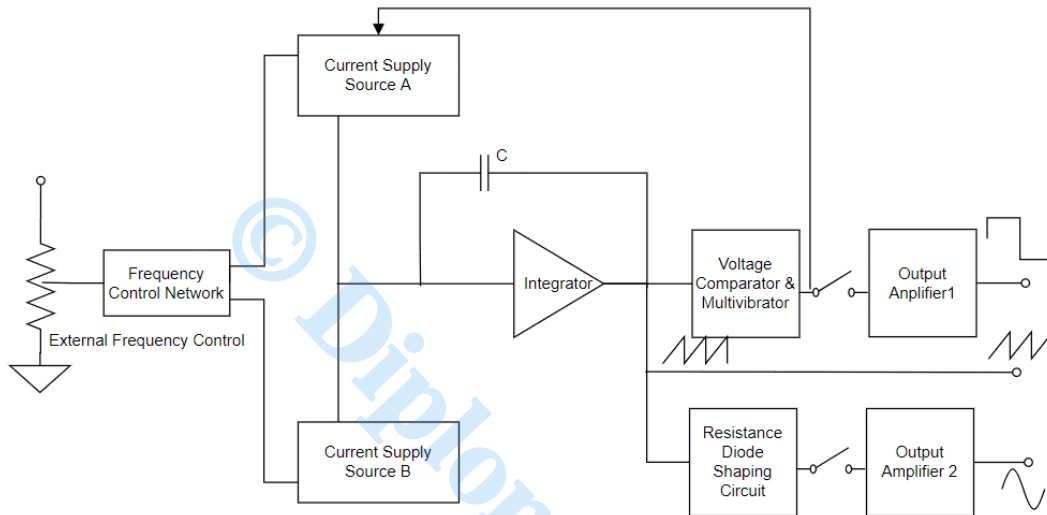 Current Supply
Source A
C
Frequency
Control Network
Integrator
Voltage
Comparator &
Multivibrator
Output
Anplifier1
External Frequency Control
Current Supply
Source B
Resistance
Diode
Shaping
Circuit
Output
Amplifier 2
© Diplom